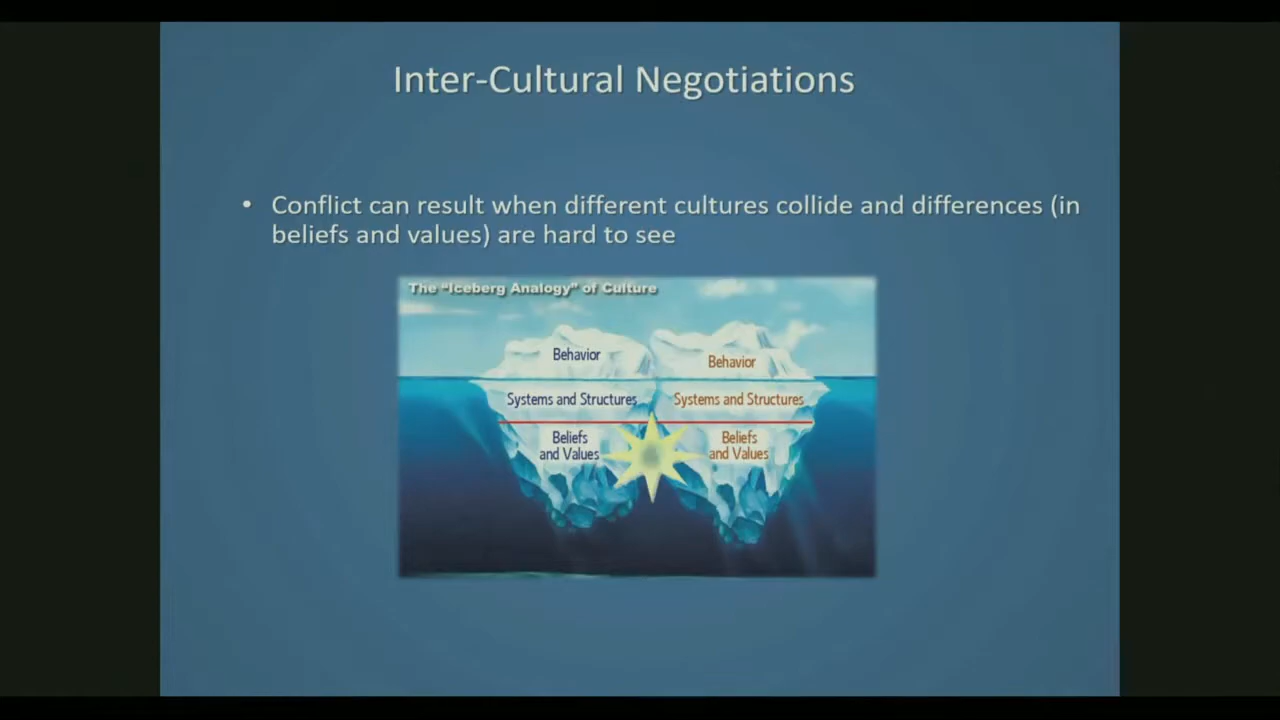 Inter-Cultural Negotiations
• Conflict can result when different cultures collide and differences (in
beliefs and values) are hard to see
The "Iceberg Analogy" of Culture
Behavior
Behavior
Systems and Structures
Systems and Structures
Beliefs
and Values
Beliefs
and Values